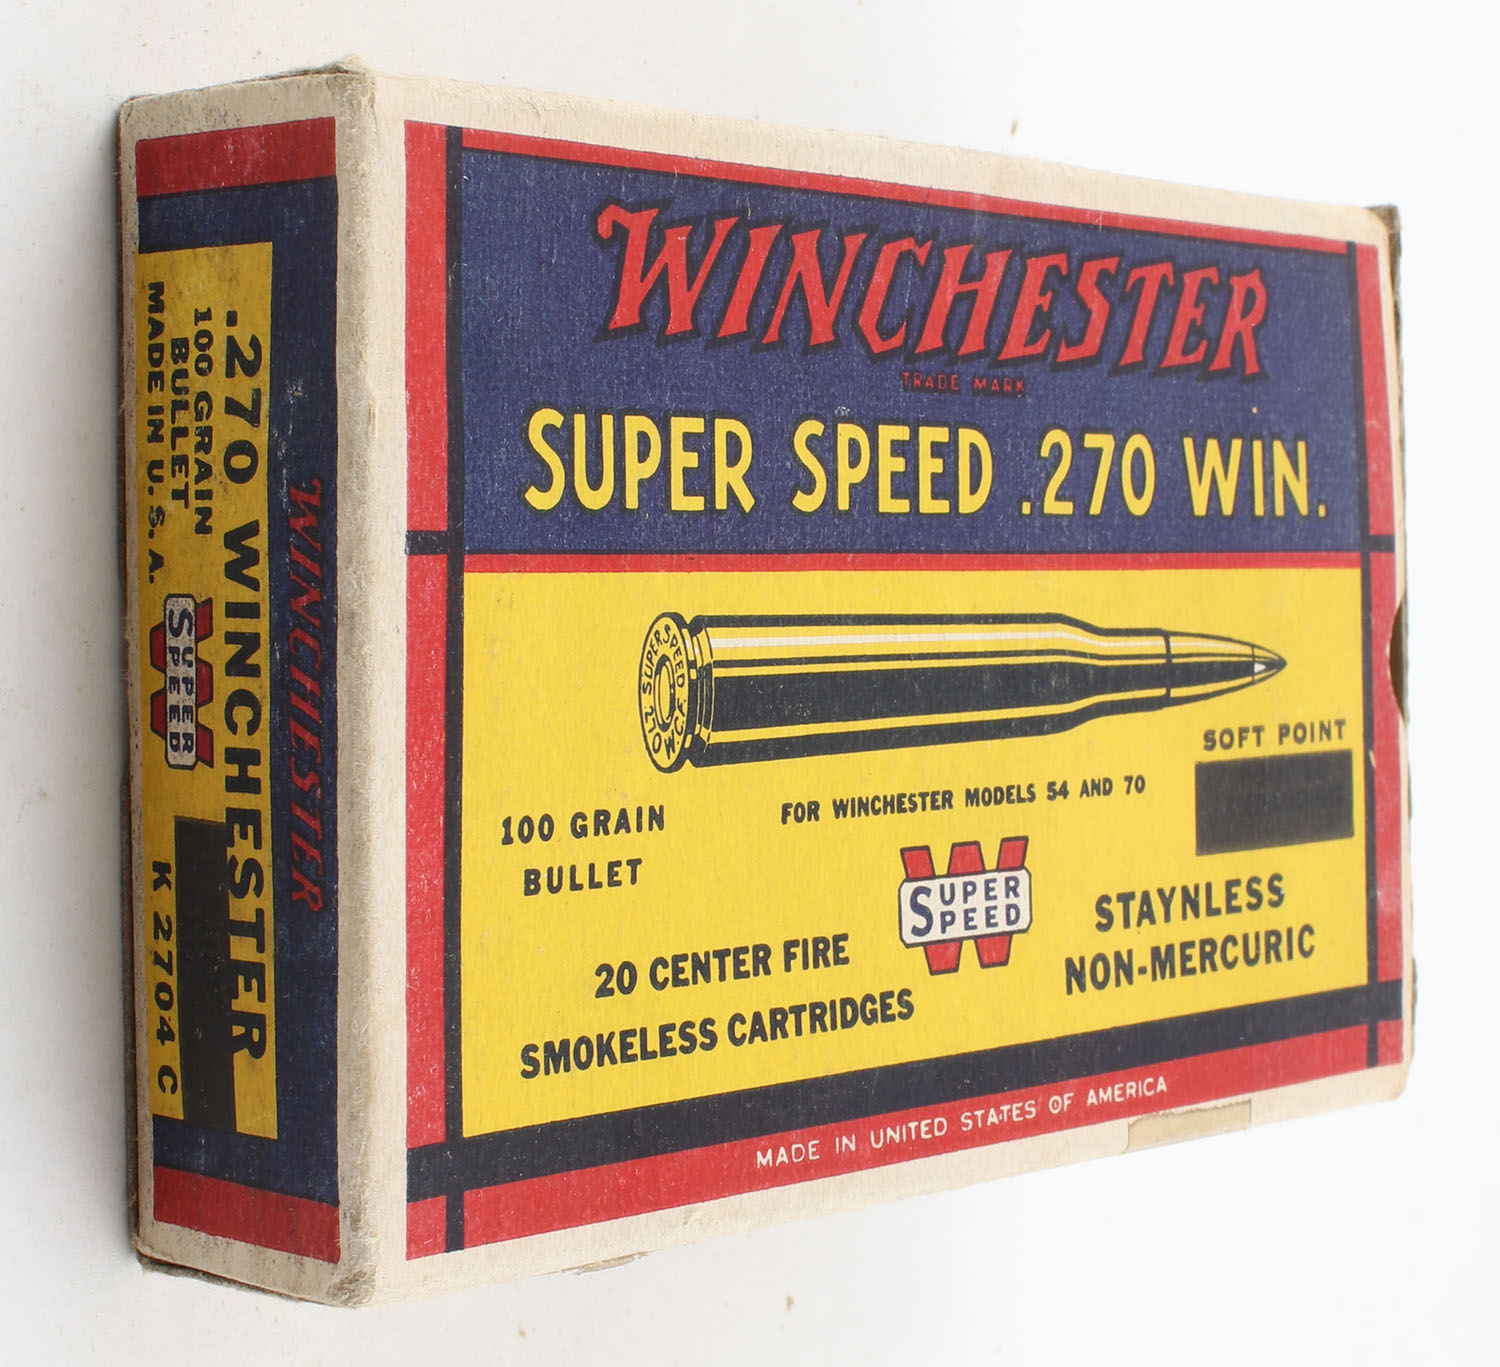 WINCHESTER
TRADE MARK
SUPER SPEED .270 WIN.
SUPER SPEED
270 W.C.F.
SOFT POINT
FOR WINCHESTER MODELS 54 AND 70
100 GRAIN
BULLET
W
SUPER
SPEED
STAYNLESS
NON-MERCURIC
20 CENTER FIRE
SMOKELESS CARTRIDGES
MADE IN UNITED STATES OF AMERICA
WINCHESTER
.270 WINCHESTER
100 GRAIN
BULLET
MADE IN U.S.A.
W
SUPER
SPEED
K 2704 C